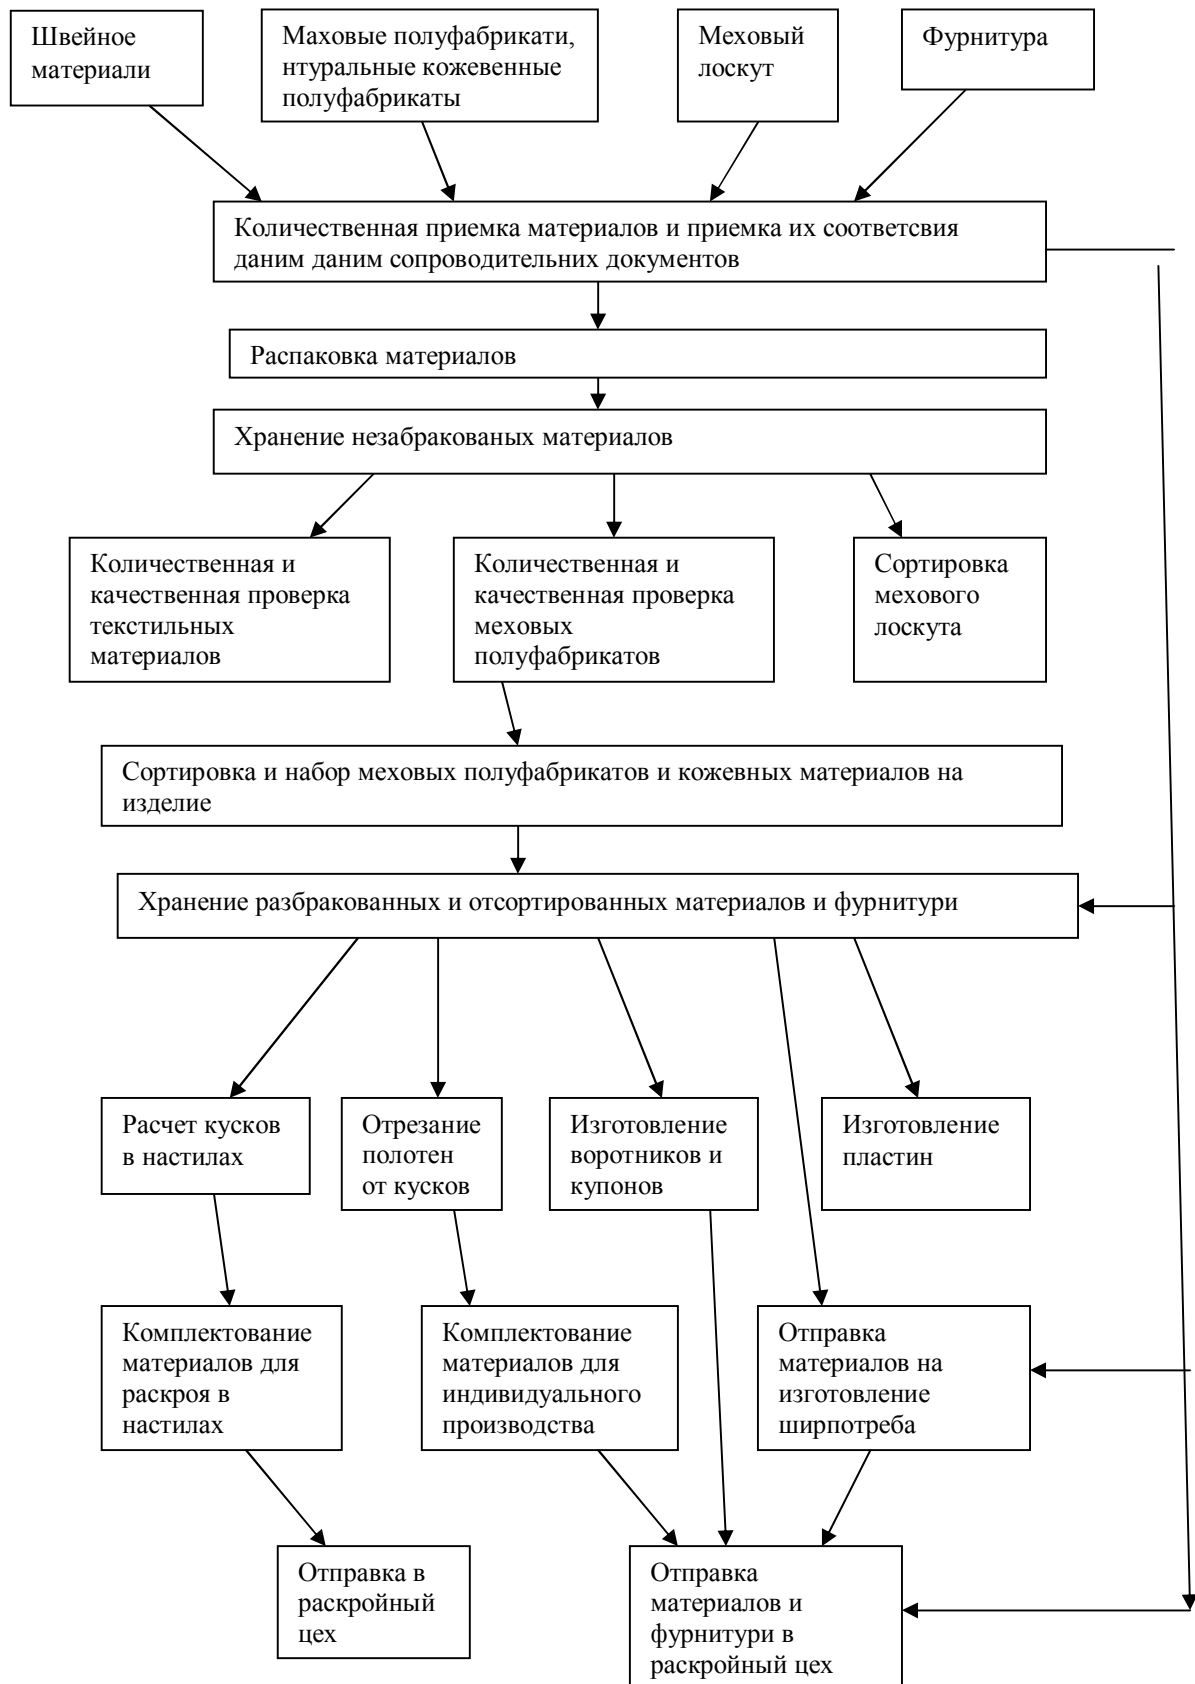 Швейное
материали
Маховые полуфабрикати,
нтуральные кожевенные
полуфабрикаты
Меховый
лоскут
Фурнитура
Количественная приемка материалов и приемка их соответсвия
даним даним сопроводительних документов
Распаковка материалов
Хранение незабракованых материалов
Количественная и
качественная проверка
текстильных
материалов
Количественная и
качественная проверка
меховых
полуфабрикатов
Сортировка
мехового
лоскута
Сортировка и набор меховых полуфабрикатов и кожевных материалов на
изделие
Хранение разбракованных и отсортированных материалов и фурнитури
Расчет кусков
в настилах
Отрезание
полотен
от кусков
Изготовление
воротников и
купонов
Изготовление
пластин
Комплектование
материалов для
раскроя в
настилах
Комплектование
материалов для
индивидуального
производства
Отправка
материалов на
изготовление
ширпотреба
Отправка в
раскройный
цех
Отправка
материалов и
фурнитури в
раскройный цех